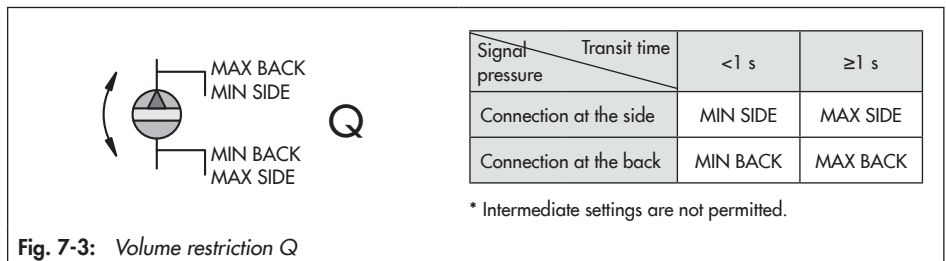 MAX BACK
MIN SIDE
Q
MIN BACK
MAX SIDE
Signal pressure Transit time <1 s ≥1 s
Connection at the side MIN SIDE MAX SIDE
Connection at the back MIN BACK MAX BACK
* Intermediate settings are not permitted.
Fig. 7-3: Volume restriction Q